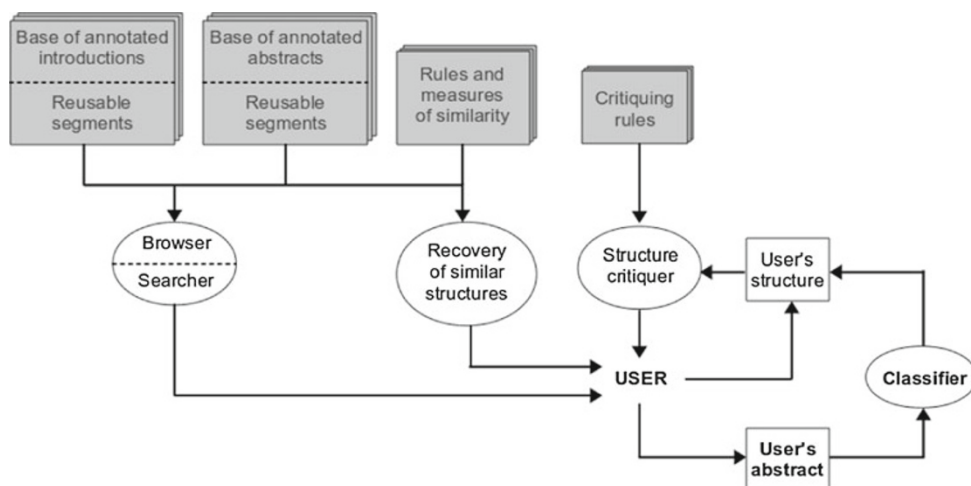 Base of annotated
introductions
Reusable
segments
Base of annotated
abstracts
Reusable
segments
Rules and
measures
of similarity
Critiquing
rules
Browser
Searcher
Recovery
of similar
structures
Structure
critiquer
User's
structure
USER
Classifier
User's
abstract